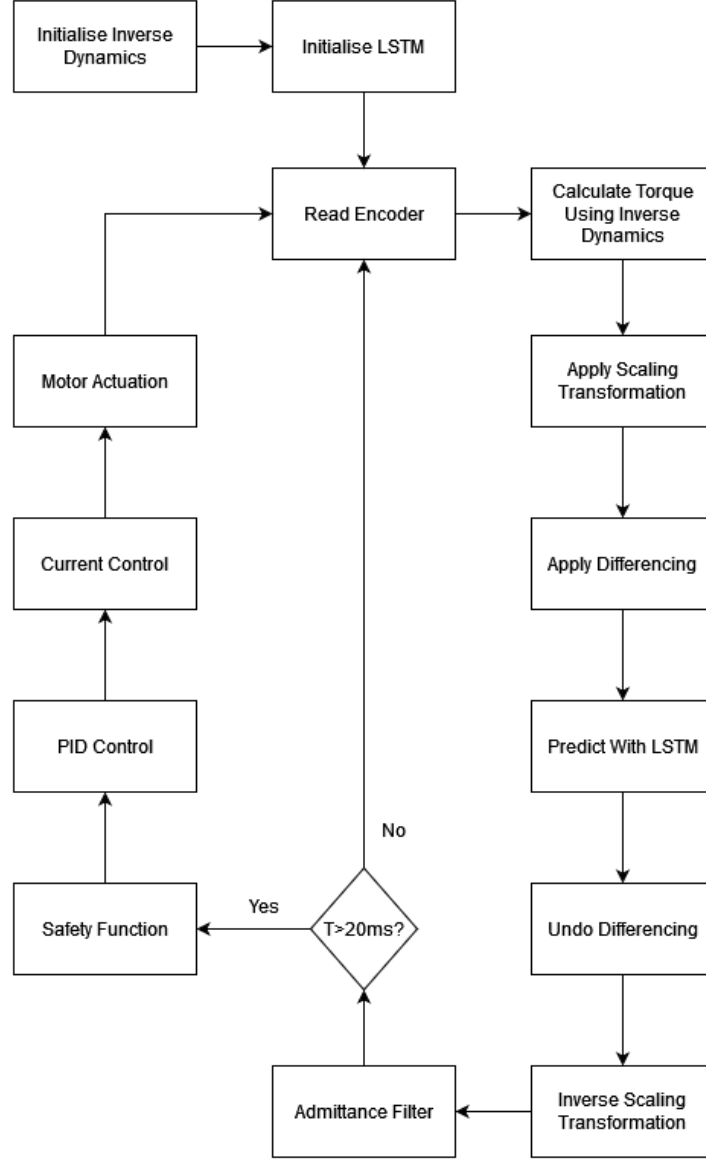 Initialise Inverse
Dynamics
Initialise LSTM
Read Encoder
Calculate Torque
Using Inverse
Dynamics
Motor Actuation
Apply Scaling
Transformation
Current Control
Apply Differencing
PID Control
Predict With LSTM
No
Yes
Safety Function
T>20ms?
Undo Differencing
Admittance Filter
Inverse Scaling
Transformation